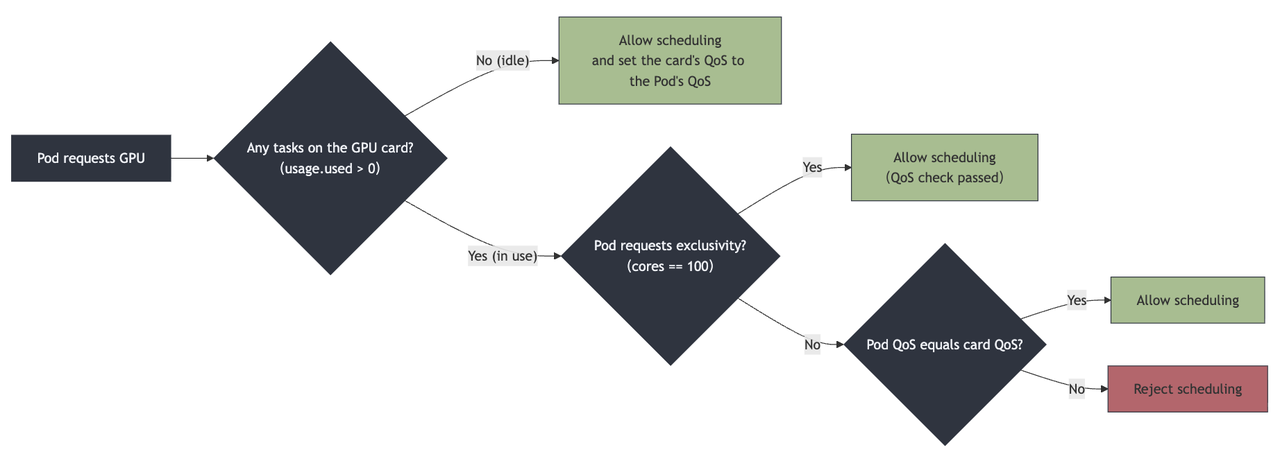 Pod requests GPU
Any tasks on the GPU card?
(usage.used > 0)
No (idle)
Allow scheduling
and set the card's QoS to
the Pod's QoS
Yes (in use)
Pod requests exclusivity?
(cores == 100)
Yes
Allow scheduling
(QoS check passed)
No
Pod QoS equals card QoS?
Yes
Allow scheduling
No
Reject scheduling